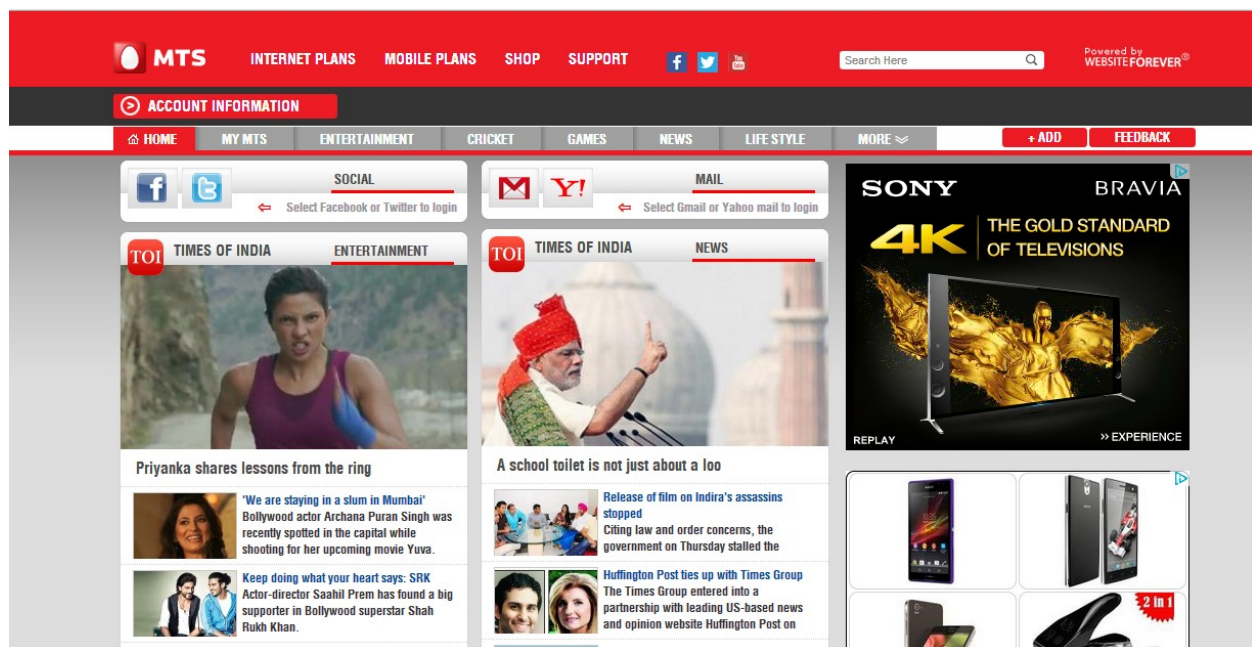 MTS
INTERNET PLANS
MOBILE PLANS
SHOP
SUPPORT
f
You
Tube
Search Here
Powered by
WEBSITEFOREVER®
ACCOUNT INFORMATION
HOME
MY MTS
ENTERTAINMENT
CRICKET
GAMES
NEWS
LIFE STYLE
MORE
+ ADD
FEEDBACK
SOCIAL
Select Facebook or Twitter to login
MAIL
Select Gmail or Yahoo mail to login
TOI
TIMES OF INDIA
ENTERTAINMENT
Priyanka shares lessons from the ring
'We are staying in a slum in Mumbai'
Bollywood actor Archana Puran Singh was
recently spotted in the capital while
shooting for her upcoming movie Yuva.
Keep doing what your heart says: SRK
Actor-director Saahil Prem has found a big
supporter in Bollywood superstar Shah
Rukh Khan.
TOI
TIMES OF INDIA
NEWS
A school toilet is not just about a loo
Release of film on Indira's assassins
stopped
Citing law and order concerns, the
government on Thursday stalled the
Huffington Post ties up with Times Group
The Times Group entered into a
partnership with leading US-based news
and opinion website Huffington Post on
SONY
BRAVIA
4K
THE GOLD STANDARD
OF TELEVISIONS
REPLAY
>> EXPERIENCE
2 in 1